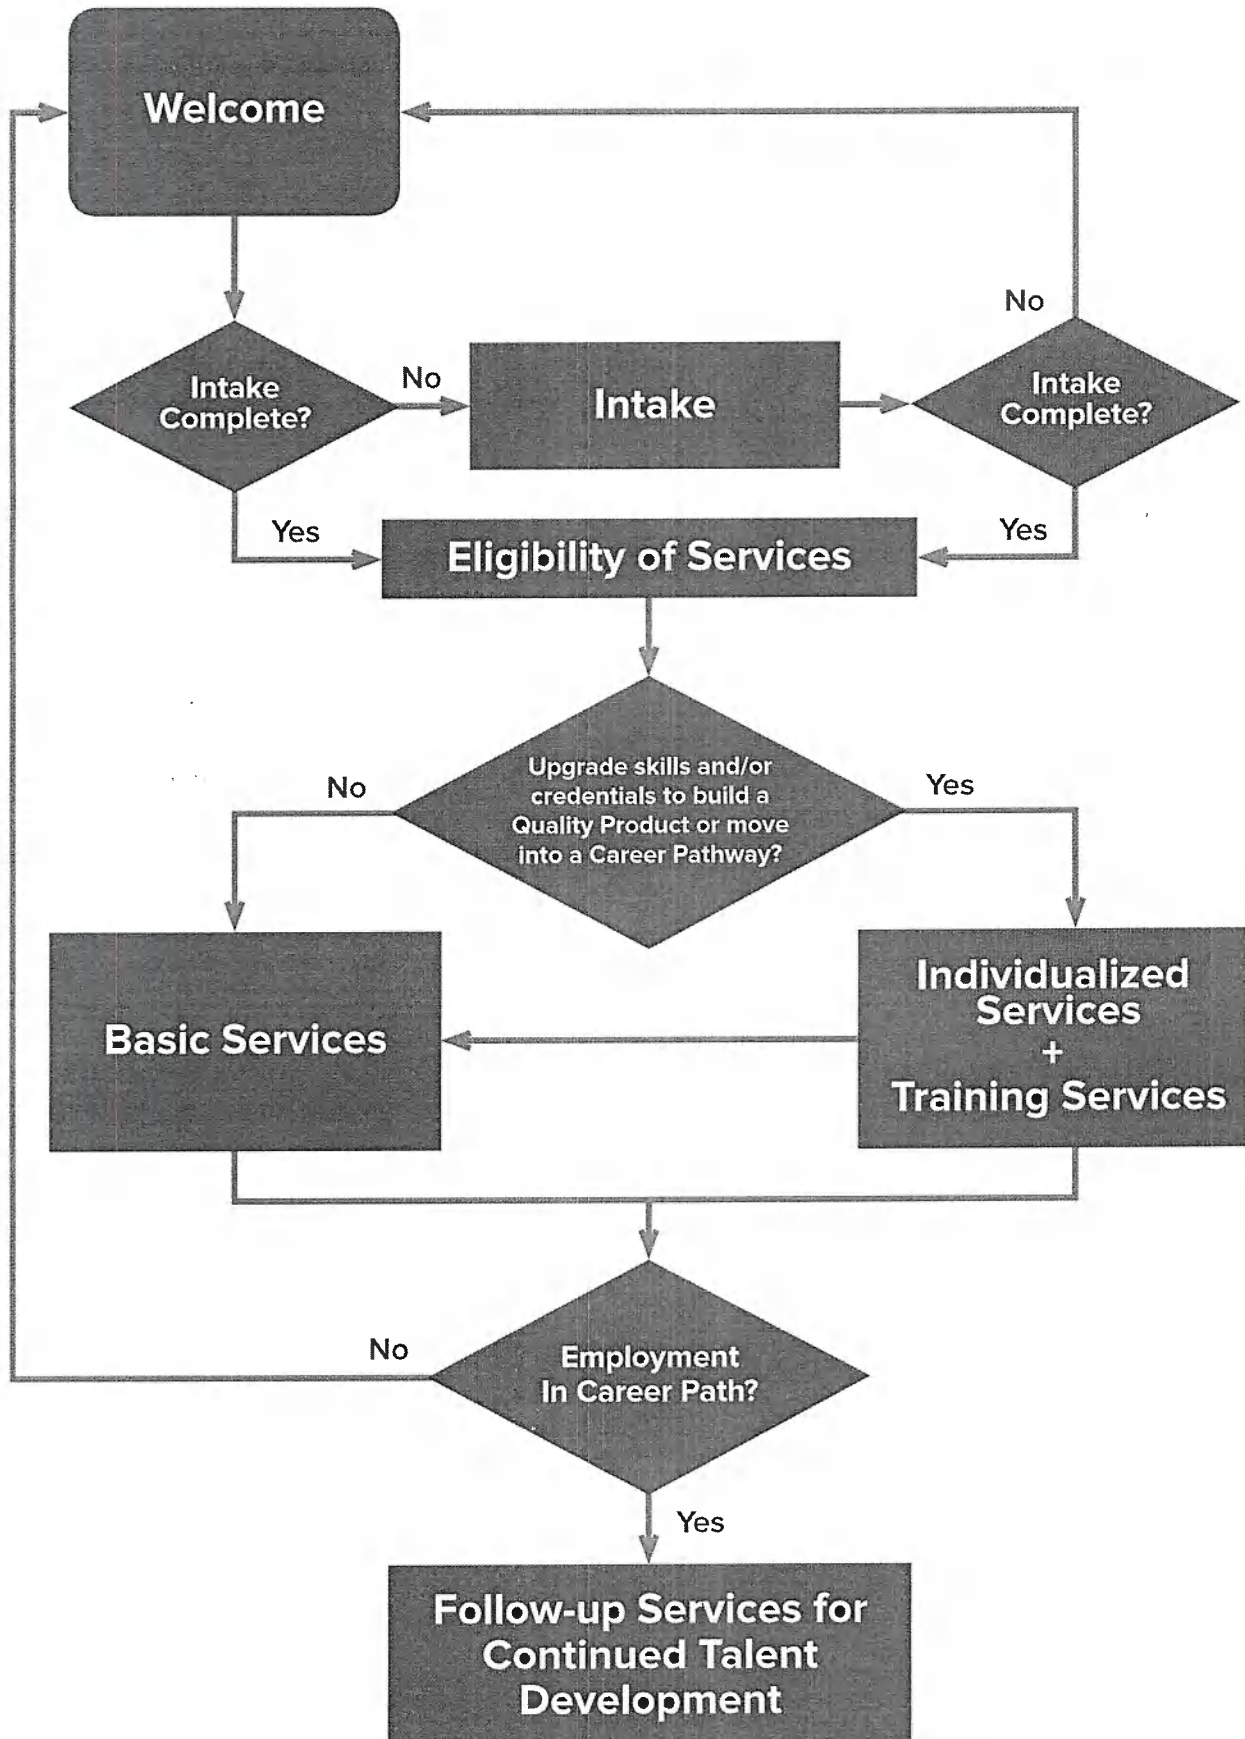 Welcome
No
Intake
Complete?
No
Intake
Intake
Complete?
Yes
Eligibility of Services
Yes
No
Upgrade skills and/or
credentials to build a
Quality Product or move
into a Career Pathway?
Yes
Basic Services
Individualized
Services
+
Training Services
No
Employment
In Career Path?
Yes
Follow-up Services for
Continued Talent
Development